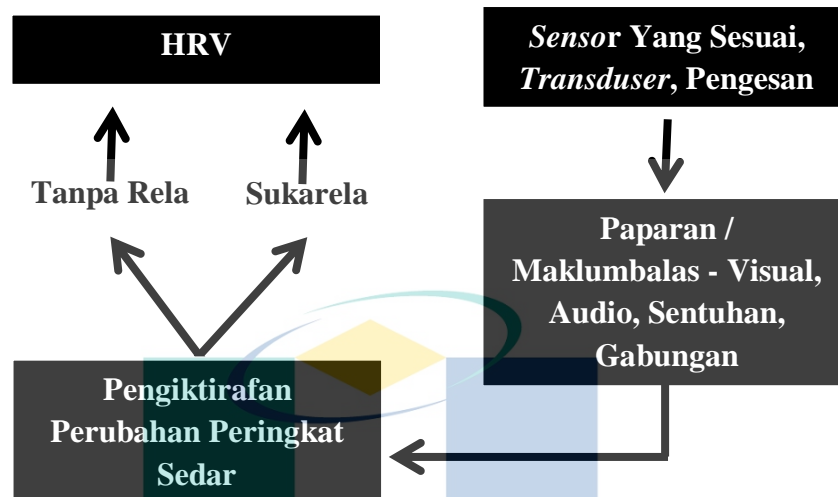 HRV
Sensor Yang Sesuai,
Transduser, Pengesan
Tanpa Rela
Sukarela
Paparan /
Maklumbalas - Visual,
Audio, Sentuhan,
Gabungan
Pengiktirafan
Perubahan Peringkat
Sedar